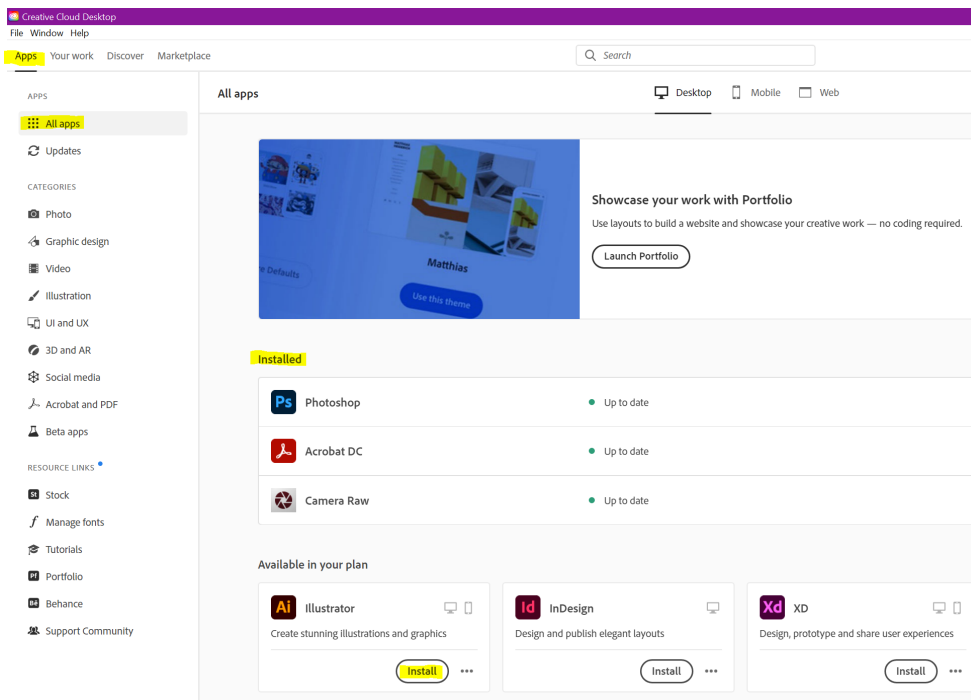 Creative Cloud Desktop
File Window Help
Apps Your work Discover Marketplace
Search
APPS
All apps
Updates
CATEGORIES
Photo
Graphic design
Video
Illustration
UI and UX
3D and AR
Social media
Acrobat and PDF
Beta apps
RESOURCE LINKS
St Stock
Manage fonts
Tutorials
Pf Portfolio
Bē Behance
Support Community
All apps
Desktop Mobile Web
Matthias
e Defaults
Use this theme
Showcase your work with Portfolio
Use layouts to build a website and showcase your creative work — no coding required.
Launch Portfolio
Installed
Ps Photoshop Up to date
Acrobat DC Up to date
Camera Raw Up to date
Available in your plan
Ai Illustrator
Create stunning illustrations and graphics
Install
Id InDesign
Design and publish elegant layouts
Install
Xd XD
Design, prototype and share user experiences
Install